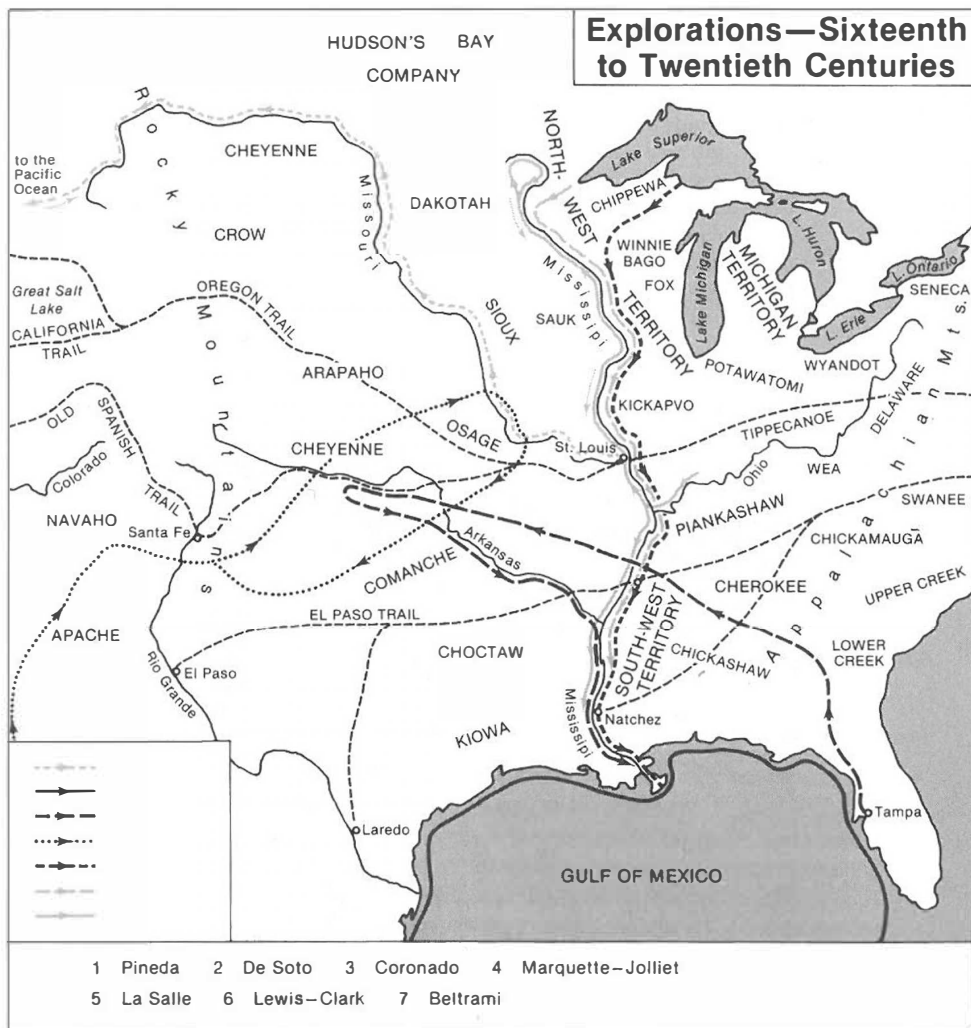 Explorations—Sixteenth
to Twentieth Centuries
HUDSON'S BAY
COMPANY
Rocky Mountains
to the
Pacific
Ocean
CHEYENNE
Missouri
DAKOTAH
NORTH-
WEST
TERRITORY
Lake Superior
CHIPPEWA
CROW
WINNIE
BAGO
FOX
Lake Michigan
MICHIGAN
TERRITORY
L. Huron
L. Ontario
SENECA
L. Erie
Mississipi
SAUK
SIOUX
Great Salt
Lake
OREGON TRAIL
CALIFORNIA
TRAIL
ARAPAHO
POTAWATOMI
WYANDOT
DELAWARE
Appalachian Mts.
KICKAPVO
TIPPECANOE
OLD SPANISH TRAIL
CHEYENNE
OSAGE
St. Louis
Ohio
WEA
Colorado
NAVAHO
Santa Fe
PIANKASHAW
SWANEE
CHICKAMAUGĀ
Arkansas
COMANCHE
CHEROKEE
UPPER CREEK
EL PASO TRAIL
APACHE
SOUTH-WEST
TERRITORY
CHICKASHAW
LOWER
CREEK
CHOCTAW
Rio Grande
El Paso
Natchez
Mississipi
KIOWA
Laredo
Tampa
GULF OF MEXICO
1 Pineda 2 De Soto 3 Coronado 4 Marquette-Jolliet
5 La Salle 6 Lewis–Clark 7 Beltrami